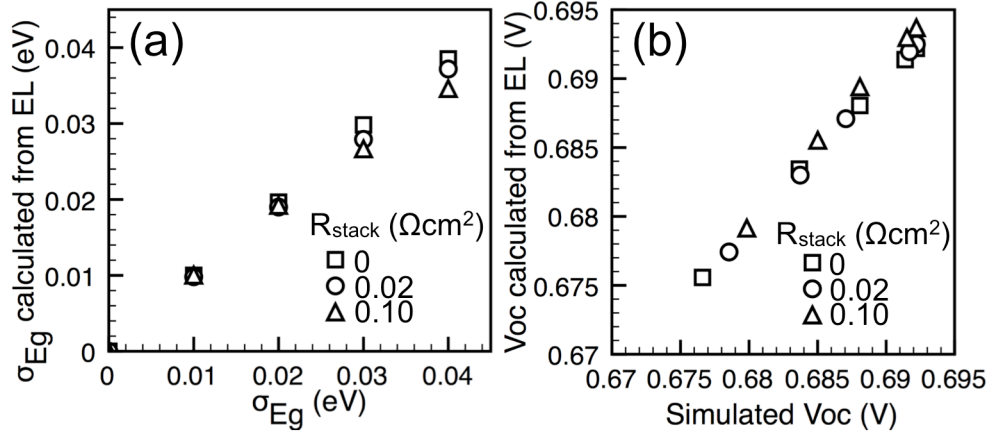 (a)
σEg calculated from EL (eV)
0.04
0.03
0.02
0.01
0
0 0.01 0.02 0.03 0.04
σEg (eV)
Rstack (Ωcm²)
0
0.02
0.10
(b)
Voc calculated from EL (V)
0.695
0.69
0.685
0.68
0.675
0.67
0.67 0.675 0.68 0.685 0.69 0.695
Simulated Voc (V)
Rstack (Ωcm²)
0
0.02
0.10